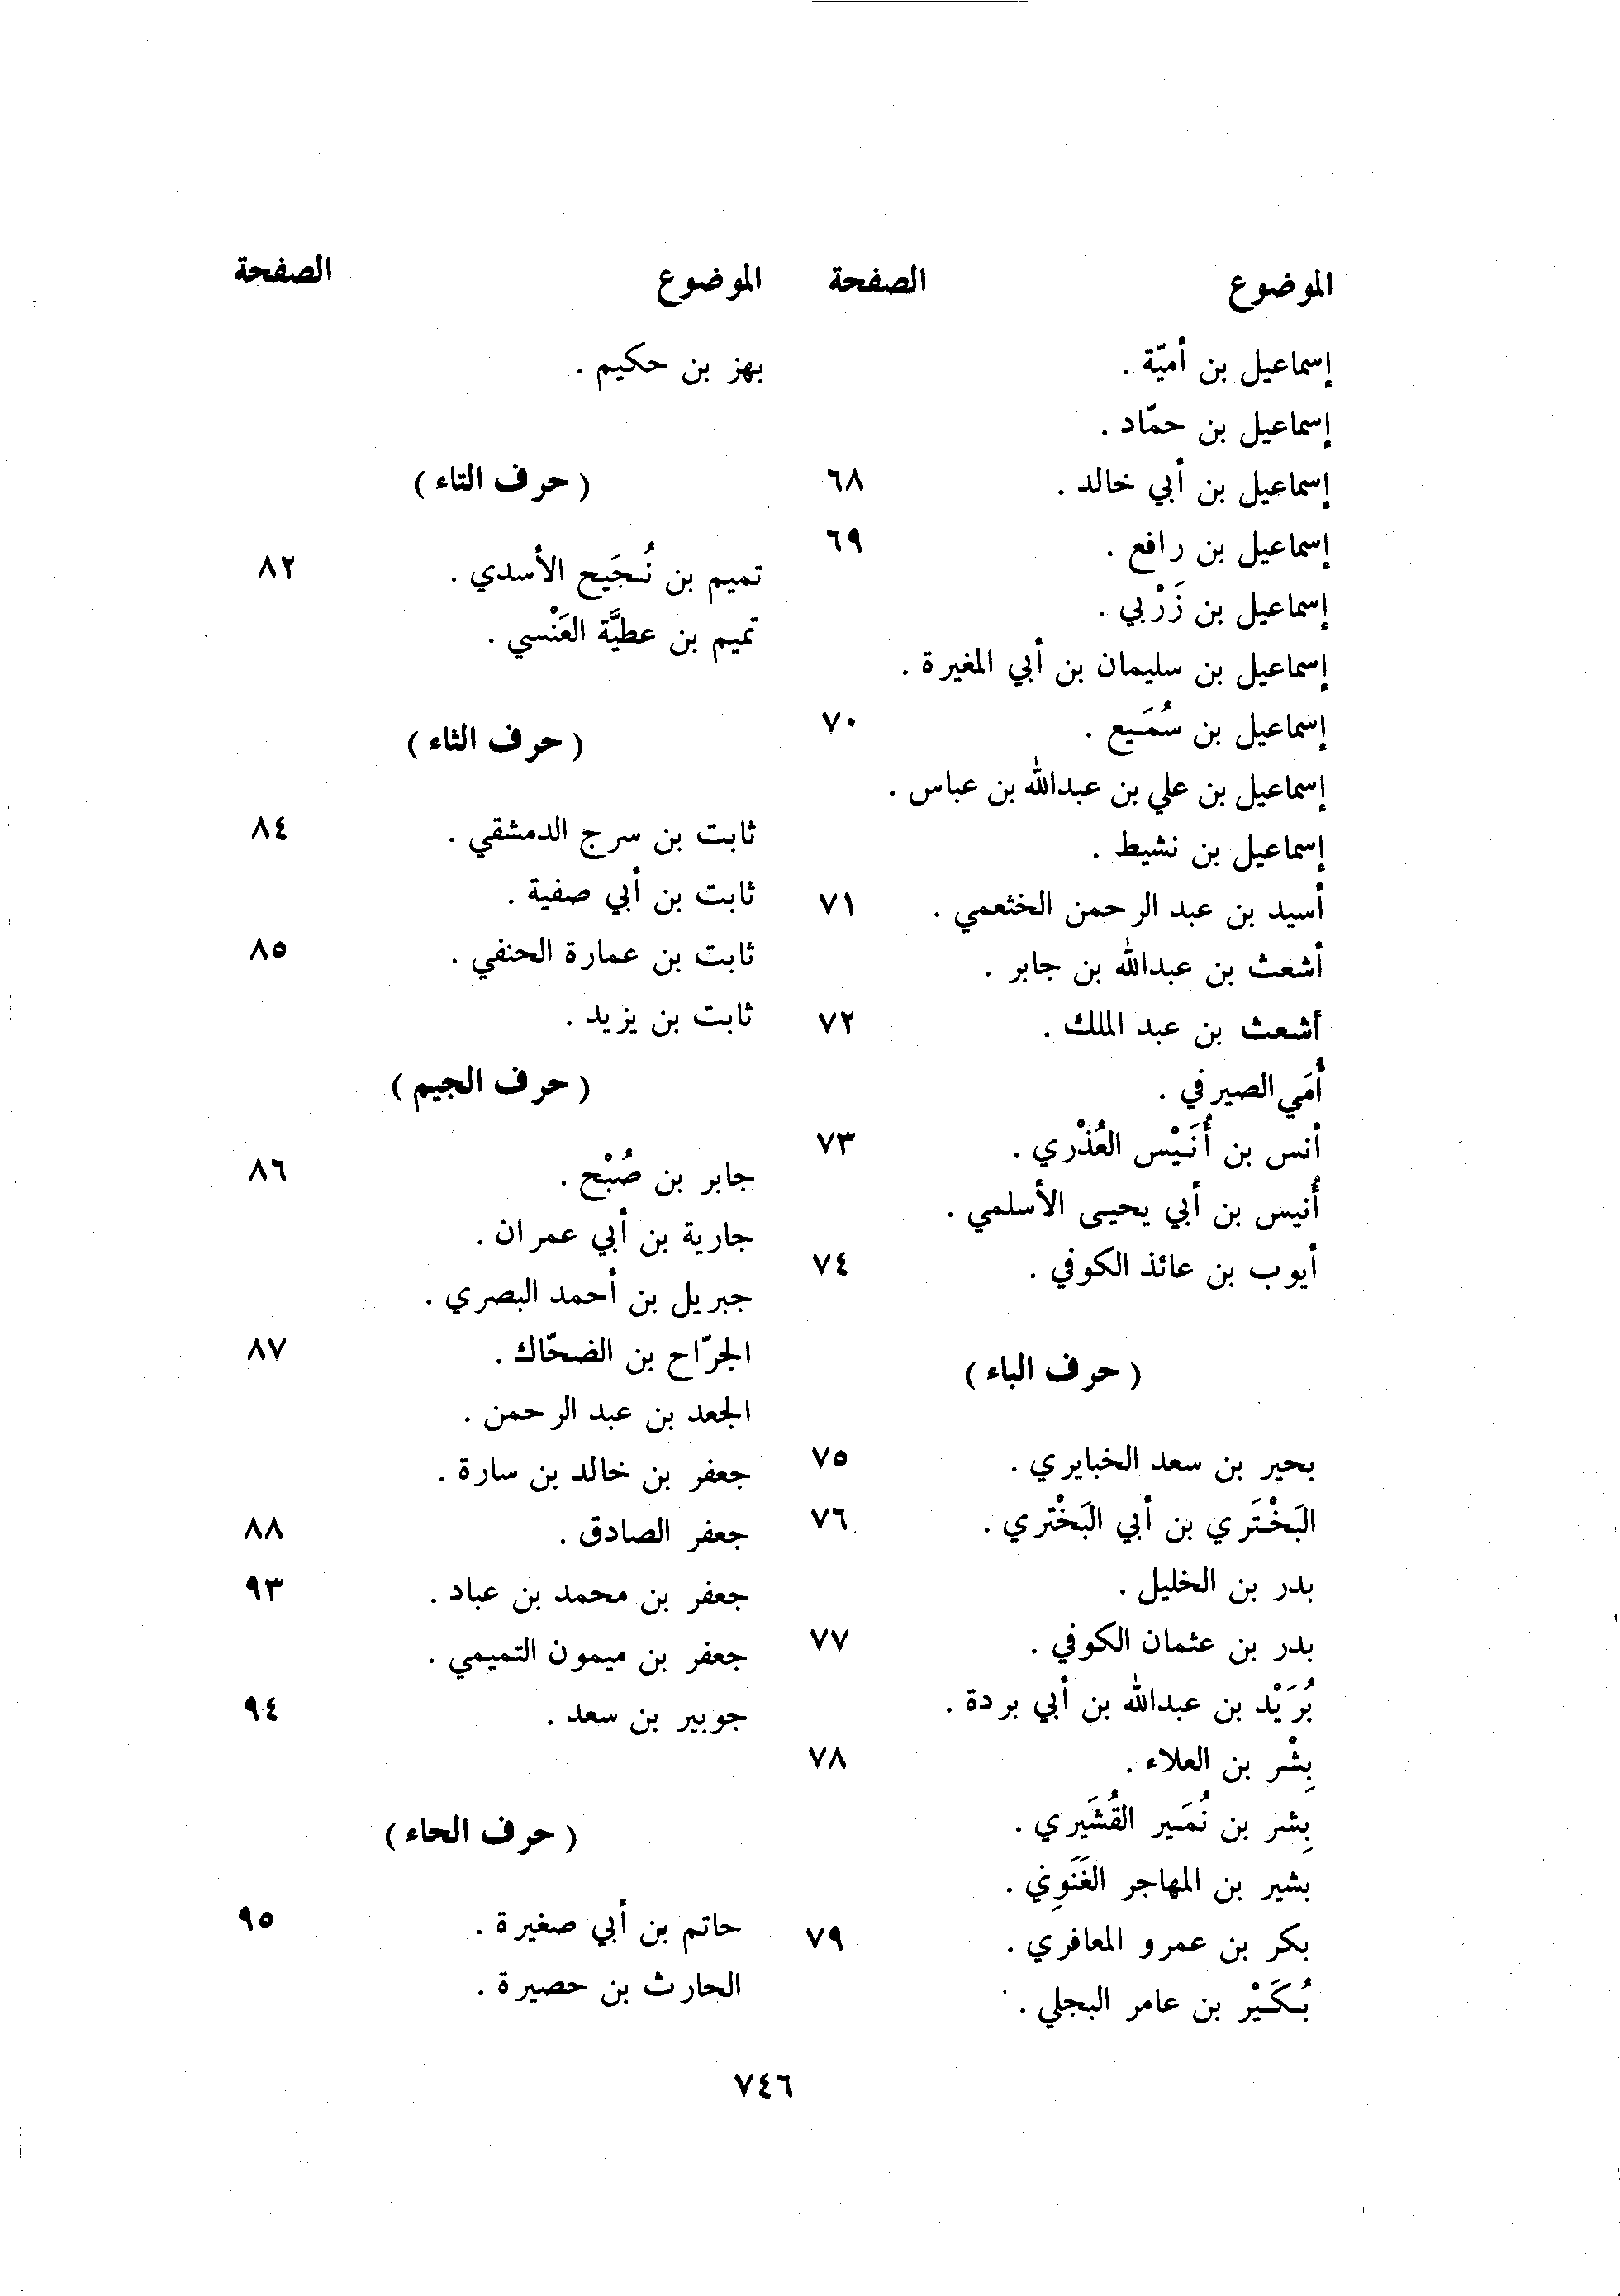 الموضوع الصفحة
إسماعيل بن أميّة .
إسماعيل بن حمّاد .
إسماعيل بن أبي خالد . ٦٨
إسماعيل بن رافع . ٦٩
إسماعيل بن زَرْبي .
إسماعيل بن سليمان بن أبي المغيرة .
إسماعيل بن سُمَيع . ٧٠
إسماعيل بن علي بن عبدالله بن عباس .
إسماعيل بن نشيط .
أسيد بن عبد الرحمن الخثعمي . ٧١
أشعث بن عبدالله بن جابر .
أشعث بن عبد الملك . ٧٢
أُمَي الصيرفي .
أنس بن أُنَيْس العُذْري . ٧٣
أُنيس بن أبي يحيى الأسلمي .
أيوب بن عائذ الكوفي . ٧٤
( حرف الباء )
بحير بن سعد الخبايري . ٧٥
البَخْتَري بن أبي البَخْتري . ٧٦
بدر بن الخليل .
بدر بن عثمان الكوفي . ٧٧
بُرَيْد بن عبدالله بن أبي بردة .
بِشْر بن العلاء . ٧٨
بِشر بن نُمَير القُشَيري .
بشير بن المهاجر الغَنَوِي .
بكر بن عمرو المعافري . ٧٩
بُكَيْر بن عامر البجلي .
الموضوع الصفحة
بهز بن حكيم .
( حرف التاء )
تميم بن نُجَيح الأسدي . ٨٢
تميم بن عطيَّة العَنْسي .
( حرف الثاء )
ثابت بن سرج الدمشقي . ٨٤
ثابت بن أبي صفية .
ثابت بن عمارة الحنفي . ٨٥
ثابت بن يزيد .
( حرف الجيم )
جابر بن صُبْح . ٨٦
جارية بن أبي عمران .
جبريل بن أحمد البصري .
الجرّاح بن الضحّاك . ٨٧
الجعد بن عبد الرحمن .
جعفر بن خالد بن سارة .
جعفر الصادق . ٨٨
جعفر بن محمد بن عباد . ٩٣
جعفر بن ميمون التميمي .
جوبير بن سعد . ٩٤
( حرف الحاء )
حاتم بن أبي صغيرة . ٩٥
الحارث بن حصيرة .
٧٤٦